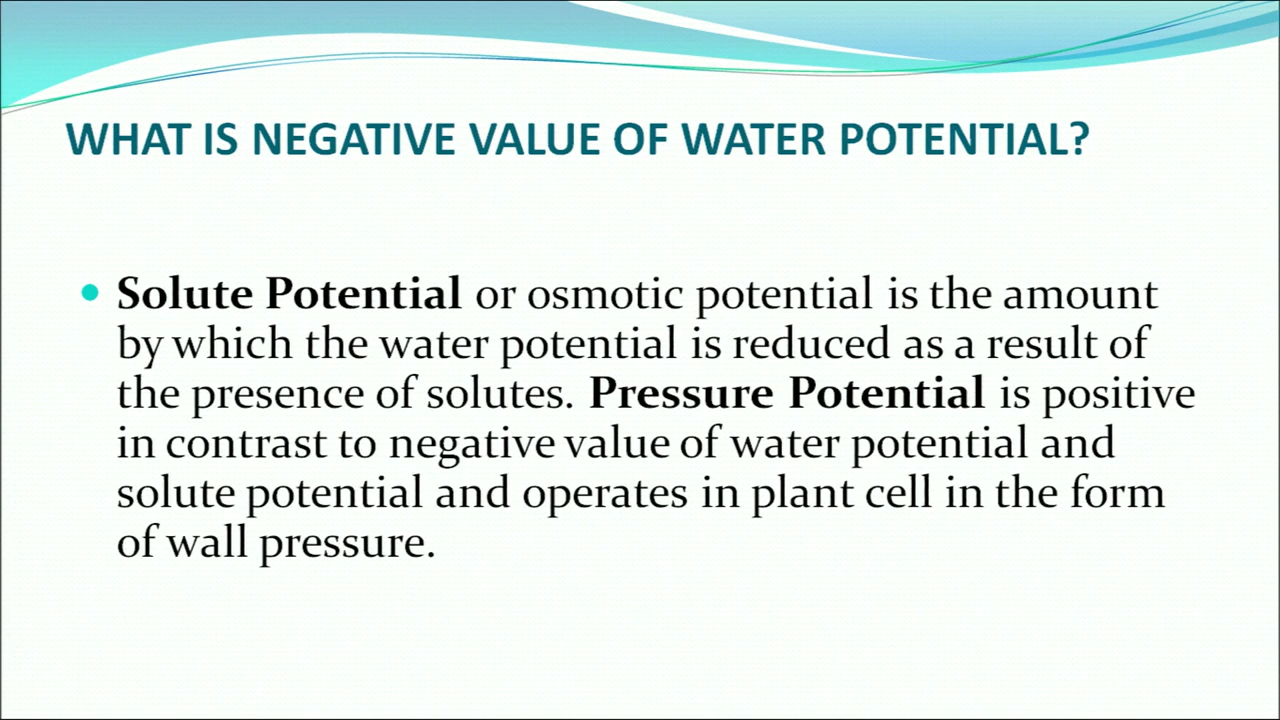 WHAT IS NEGATIVE VALUE OF WATER POTENTIAL?
• Solute Potential or osmotic potential is the amount
by which the water potential is reduced as a result of
the presence of solutes. Pressure Potential is positive
in contrast to negative value of water potential and
solute potential and operates in plant cell in the form
of wall pressure.